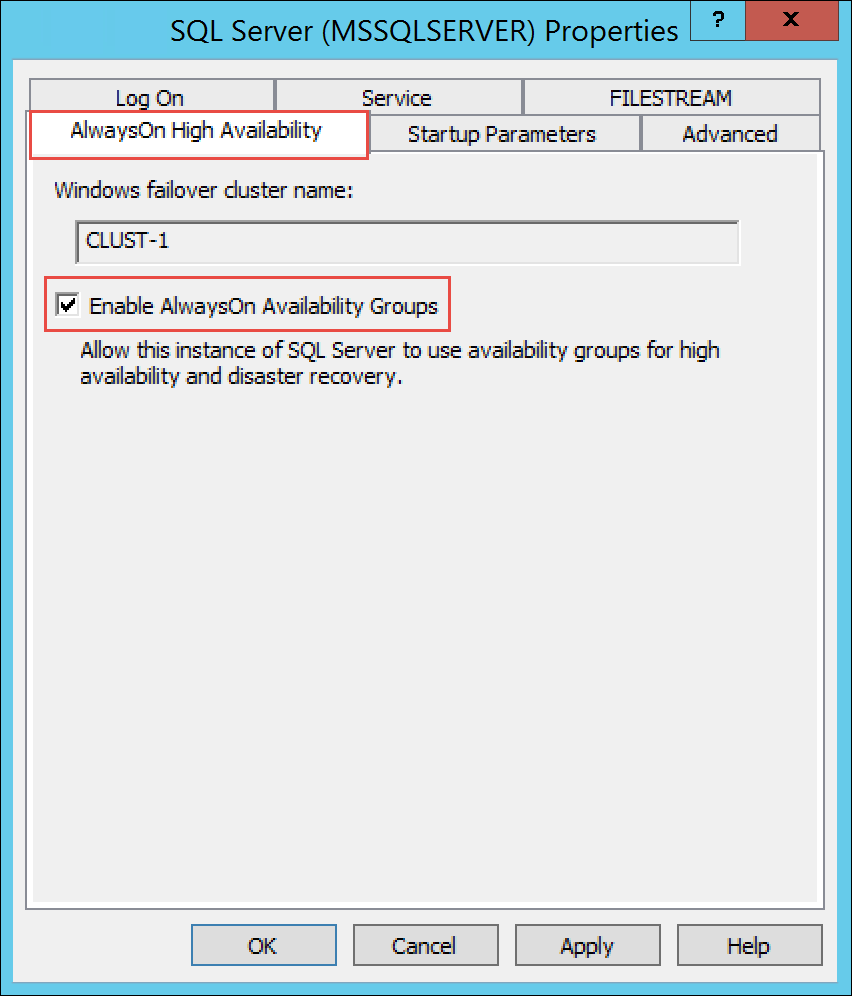 SQL Server (MSSQLSERVER) Properties
?
x
Log On
Service
FILESTREAM
AlwaysOn High Availability
Startup Parameters
Advanced
Windows failover cluster name:
CLUST-1
Enable AlwaysOn Availability Groups
Allow this instance of SQL Server to use availability groups for high
availability and disaster recovery.
OK
Cancel
Apply
Help